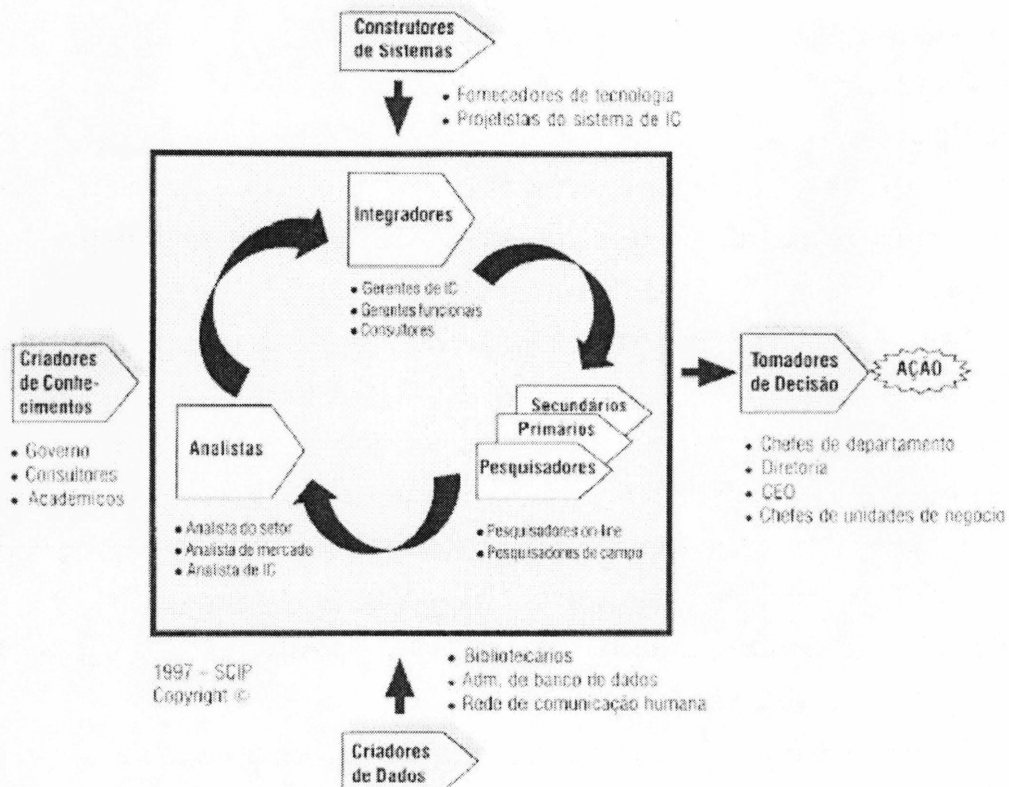 Construtores
de Sistemas
• Fornecedores de tecnologia
• Projetistas do sistema de IC
Integradores
• Gerentes de IC
• Gerentes funcionais
• Consultores
Criadores
de Conhe-
cimentos
• Governo
• Consultores
• Acadêmicos
Analistas
• Analista do setor
• Analista de mercado
• Analista de IC
Secundários
Primários
Pesquisadores
• Pesquisadores on-line
• Pesquisadores de campo
Tomadores
de Decisão
AÇÃO
• Chefes de departamento
• Diretoria
• CEO
• Chefes de unidades de negócio
1997 – SCIP
Copyright ©
• Bibliotecários
• Adm. de banco de dados
• Rede de comunicação humana
Criadores
de Dados